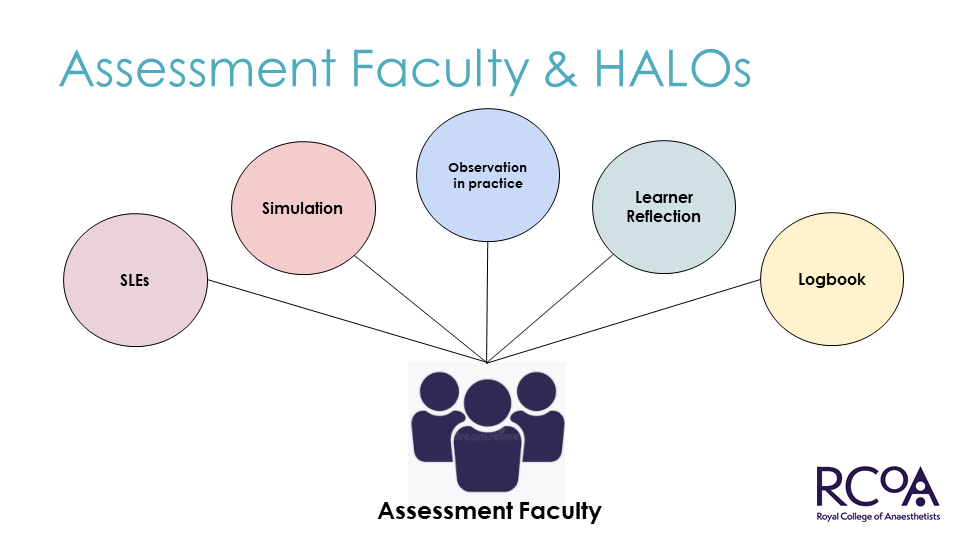 Assessment Faculty & HALOs
Observation
in practice
Simulation
Learner
Reflection
SLEs
Logbook
Assessment Faculty
RCOA
Royal College of Anaesthetists